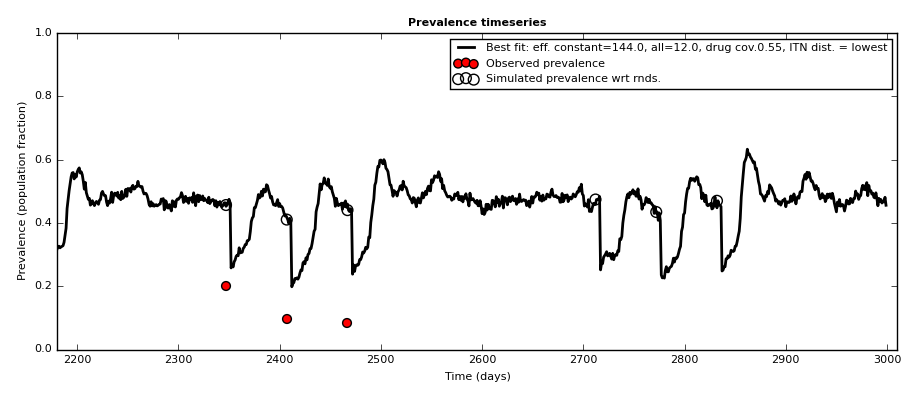 Prevalence timeseries
Best fit: eff. constant=144.0, all=12.0, drug cov.0.55, ITN dist. = lowest
Observed prevalence
Simulated prevalence wrt rnds.
Prevalence (population fraction)
1.0
0.8
0.6
0.4
0.2
0.0
2200 2300 2400 2500 2600 2700 2800 2900 3000
Time (days)